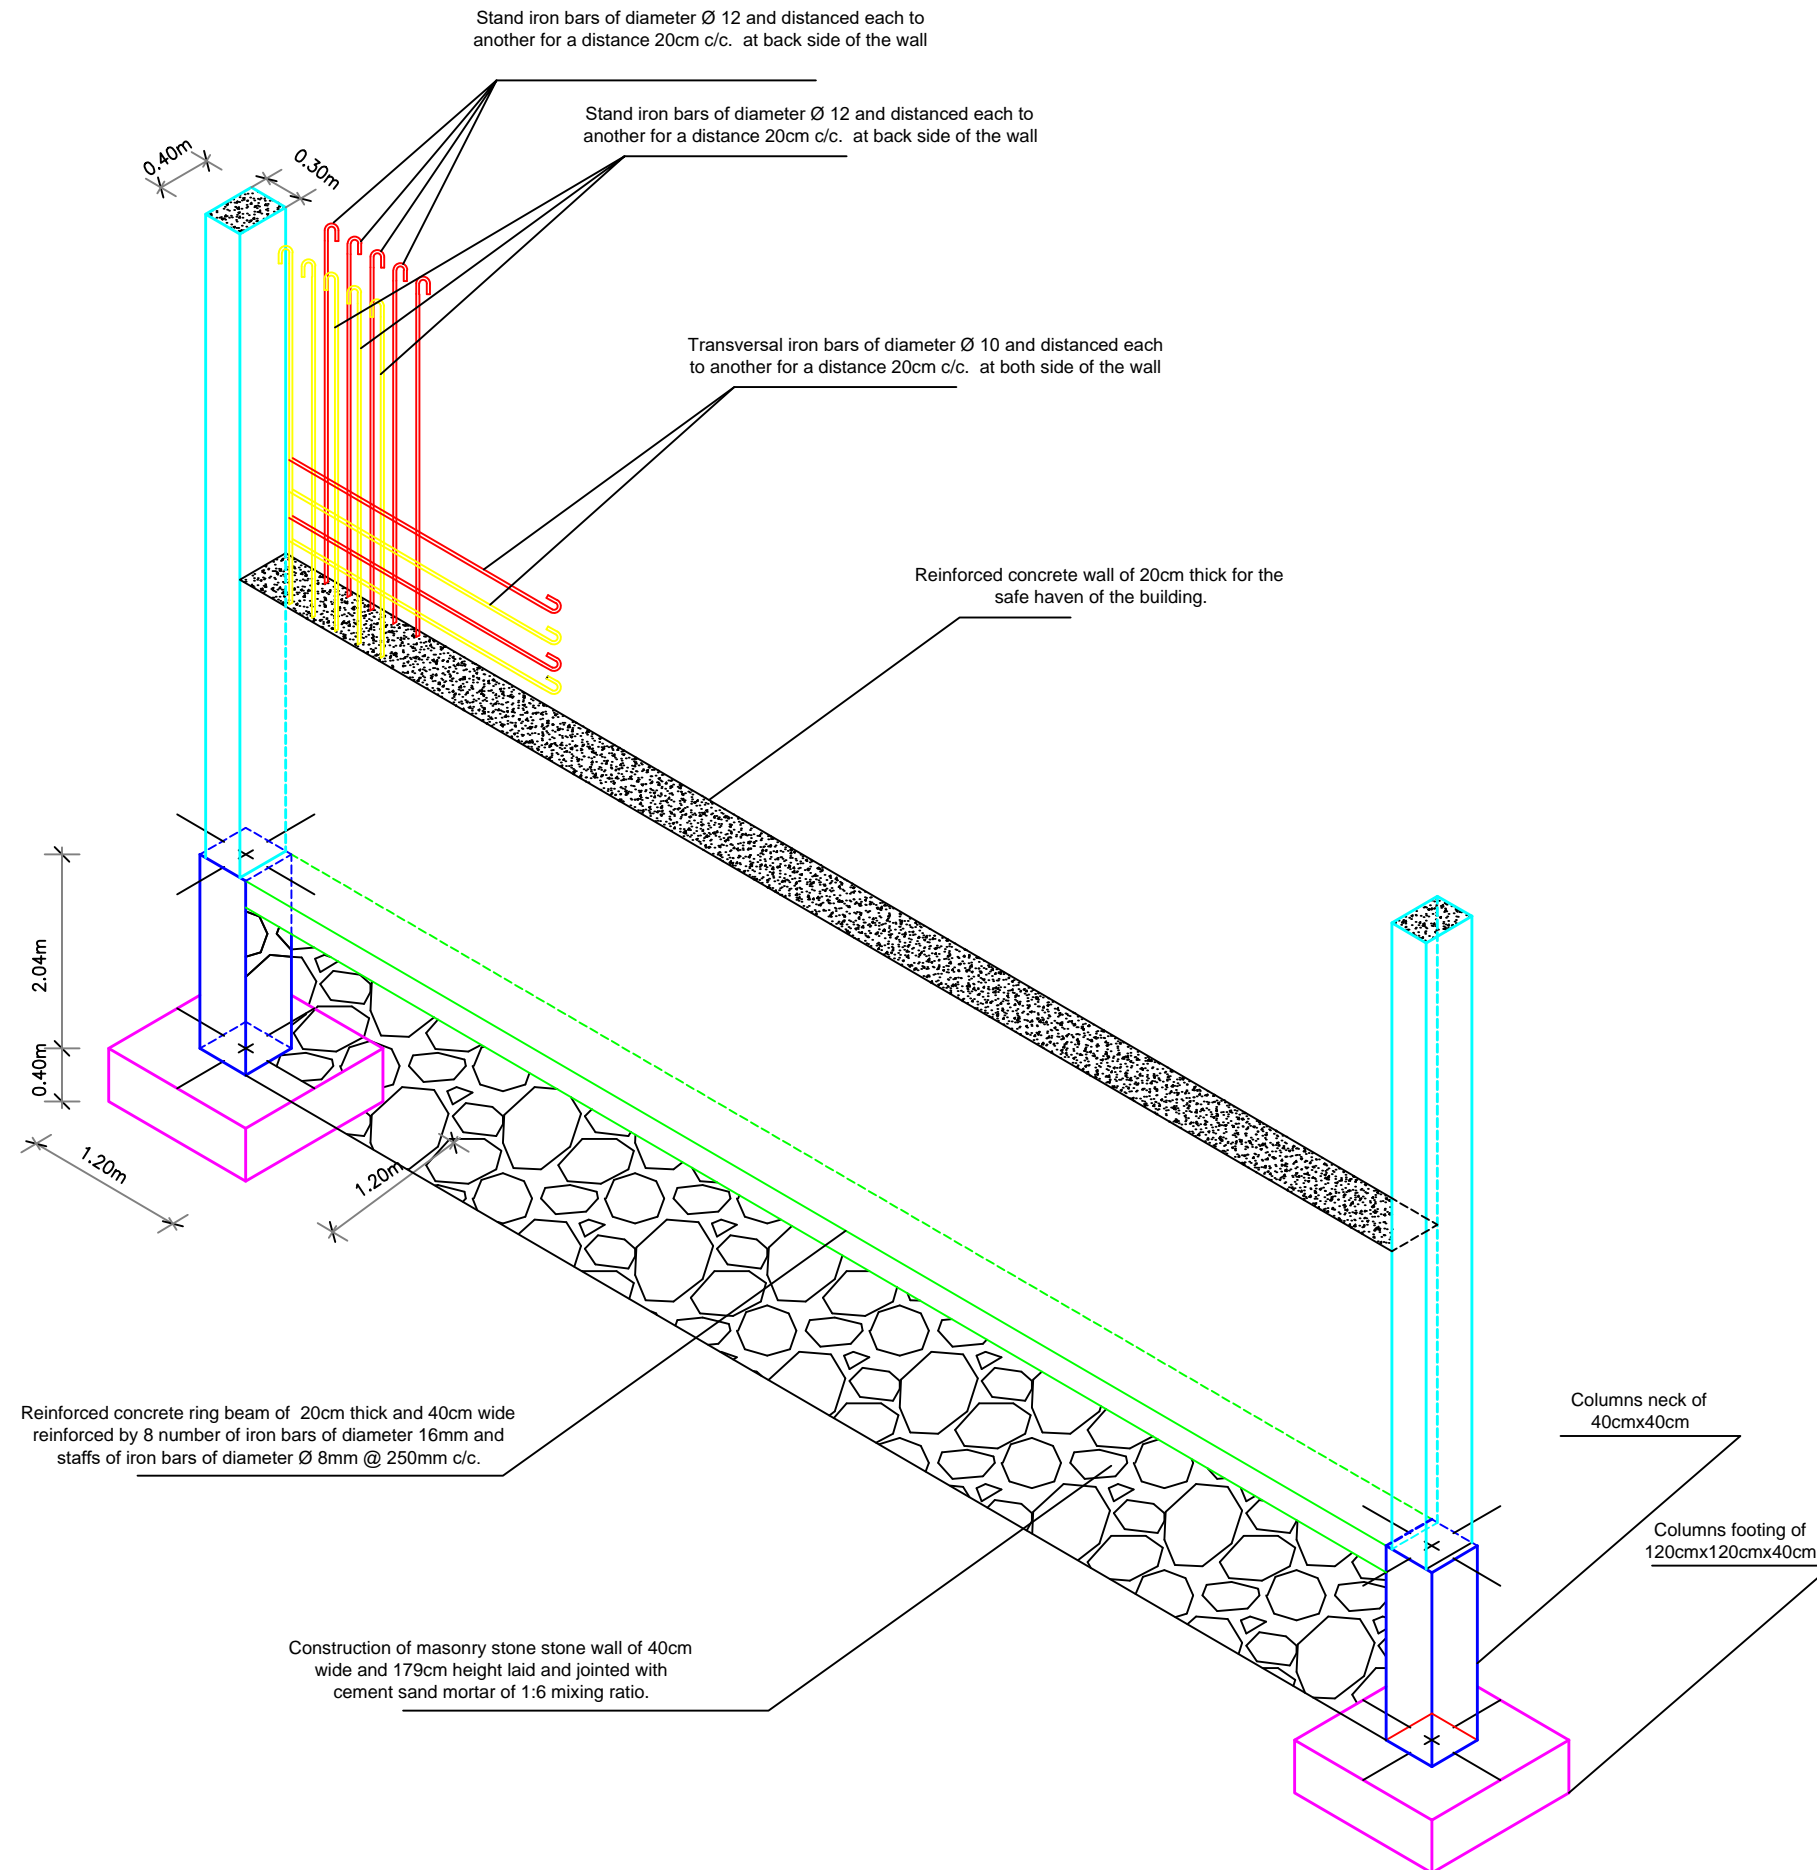 Stand iron bars of diameter Ø 12 and distanced each to
another for a distance 20cm c/c.  at back side of the wall
Stand iron bars of diameter Ø 12 and distanced each to
another for a distance 20cm c/c.  at back side of the wall
0.40m
0.30m
Transversal iron bars of diameter Ø 10 and distanced each
to another for a distance 20cm c/c.  at both side of the wall
Reinforced concrete wall of 20cm thick for the
safe haven of the building.
2.04m
0.40m
1.20m
1.20m
Reinforced concrete ring beam of  20cm thick and 40cm wide
reinforced by 8 number of iron bars of diameter 16mm and
staffs of iron bars of diameter Ø 8mm @ 250mm c/c.
Columns neck of
40cmx40cm
Columns footing of
120cmx120cmx40cm
Construction of masonry stone stone wall of 40cm
wide and 179cm height laid and jointed with
cement sand mortar of 1:6 mixing ratio.